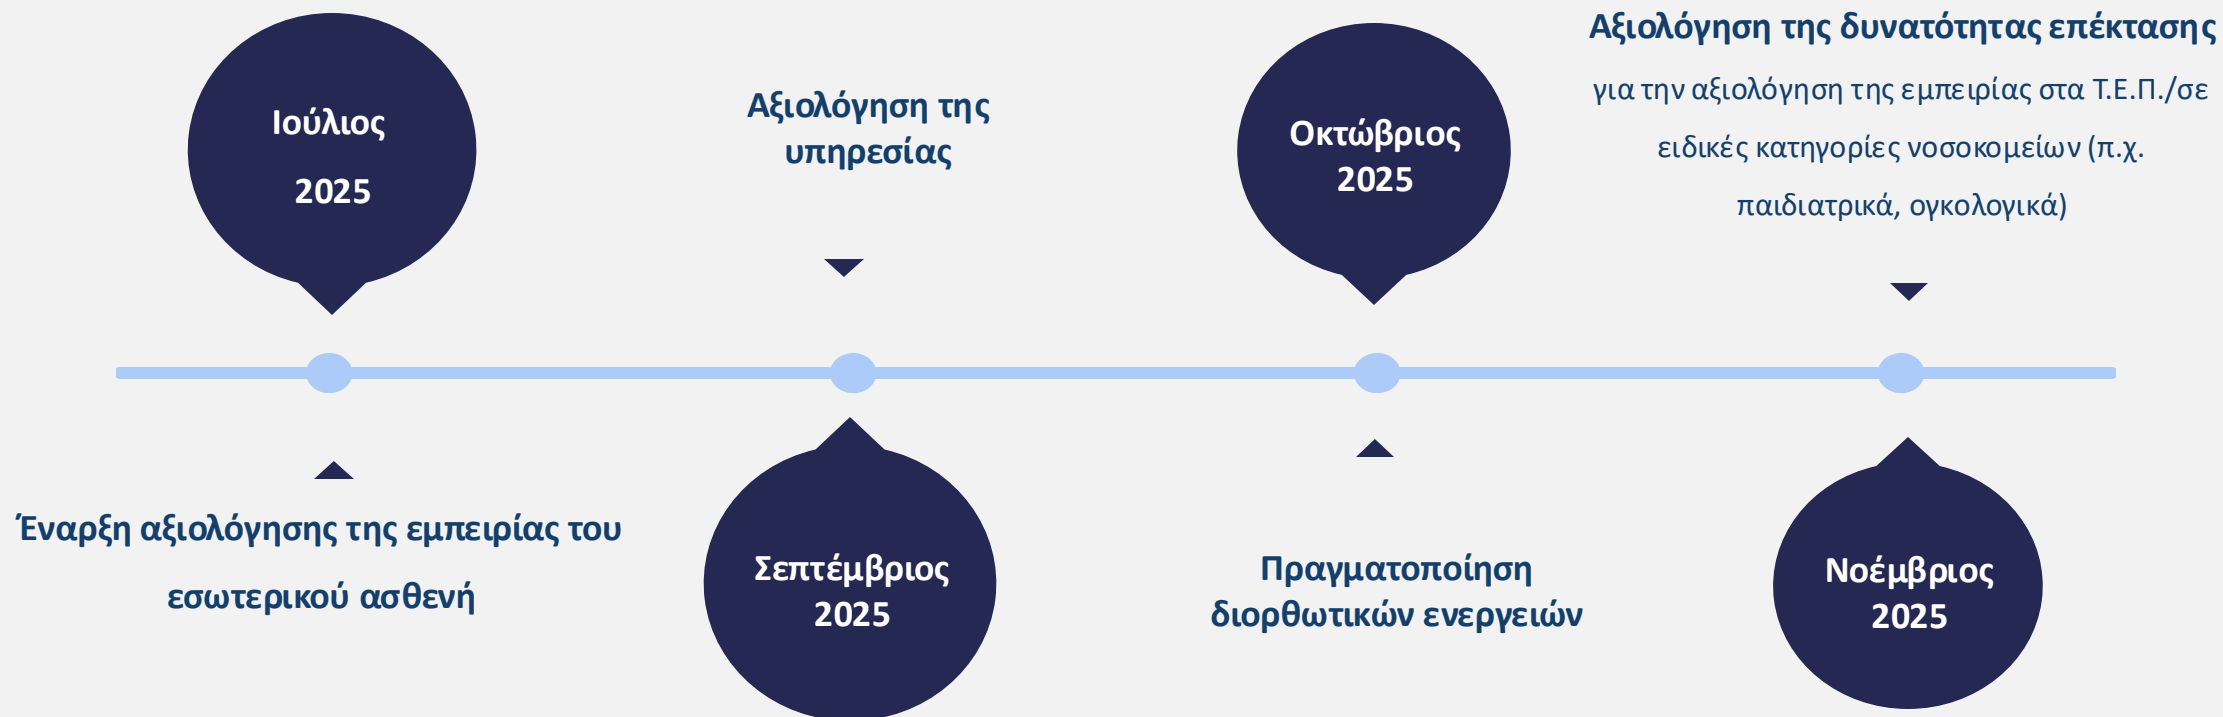 Ιούλιος
2025
Έναρξη αξιολόγησης της εμπειρίας του
εσωτερικού ασθενή
Αξιολόγηση της
υπηρεσίας
Σεπτέμβριος
2025
Οκτώβριος
2025
Πραγματοποίηση
διορθωτικών ενεργειών
Αξιολόγηση της δυνατότητας επέκτασης
για την αξιολόγηση της εμπειρίας στα Τ.Ε.Π./σε
ειδικές κατηγορίες νοσοκομείων (π.χ.
παιδιατρικά, ογκολογικά)
Νοέμβριος
2025